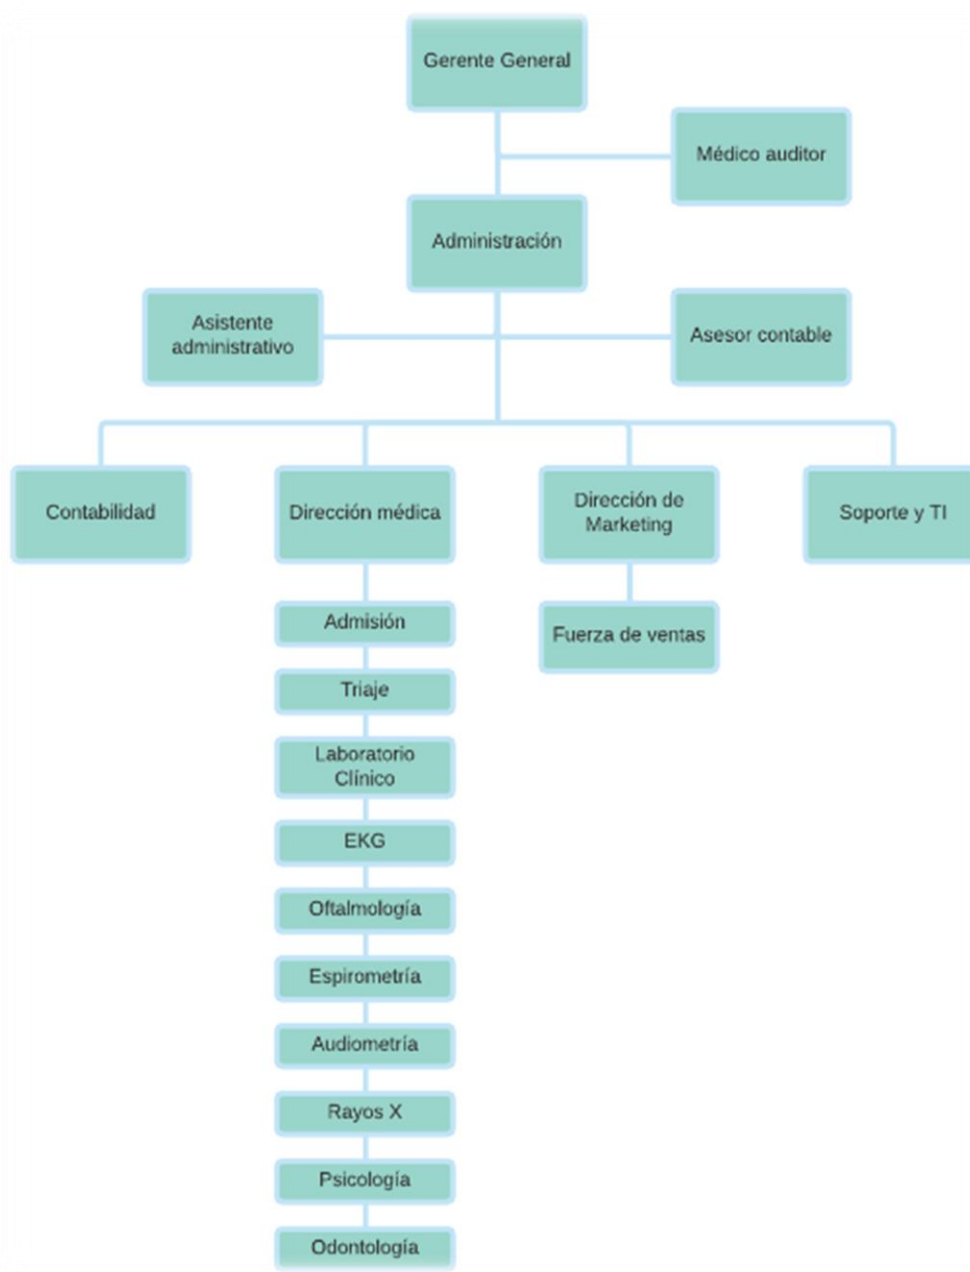 Gerente General
Médico auditor
Administración
Asistente
administrativo
Asesor contable
Contabilidad
Dirección médica
Dirección de
Marketing
Soporte y TI
Admisión
Fuerza de ventas
Triaje
Laboratorio
Clínico
EKG
Oftalmología
Espirometría
Audiometría
Rayos X
Psicología
Odontología